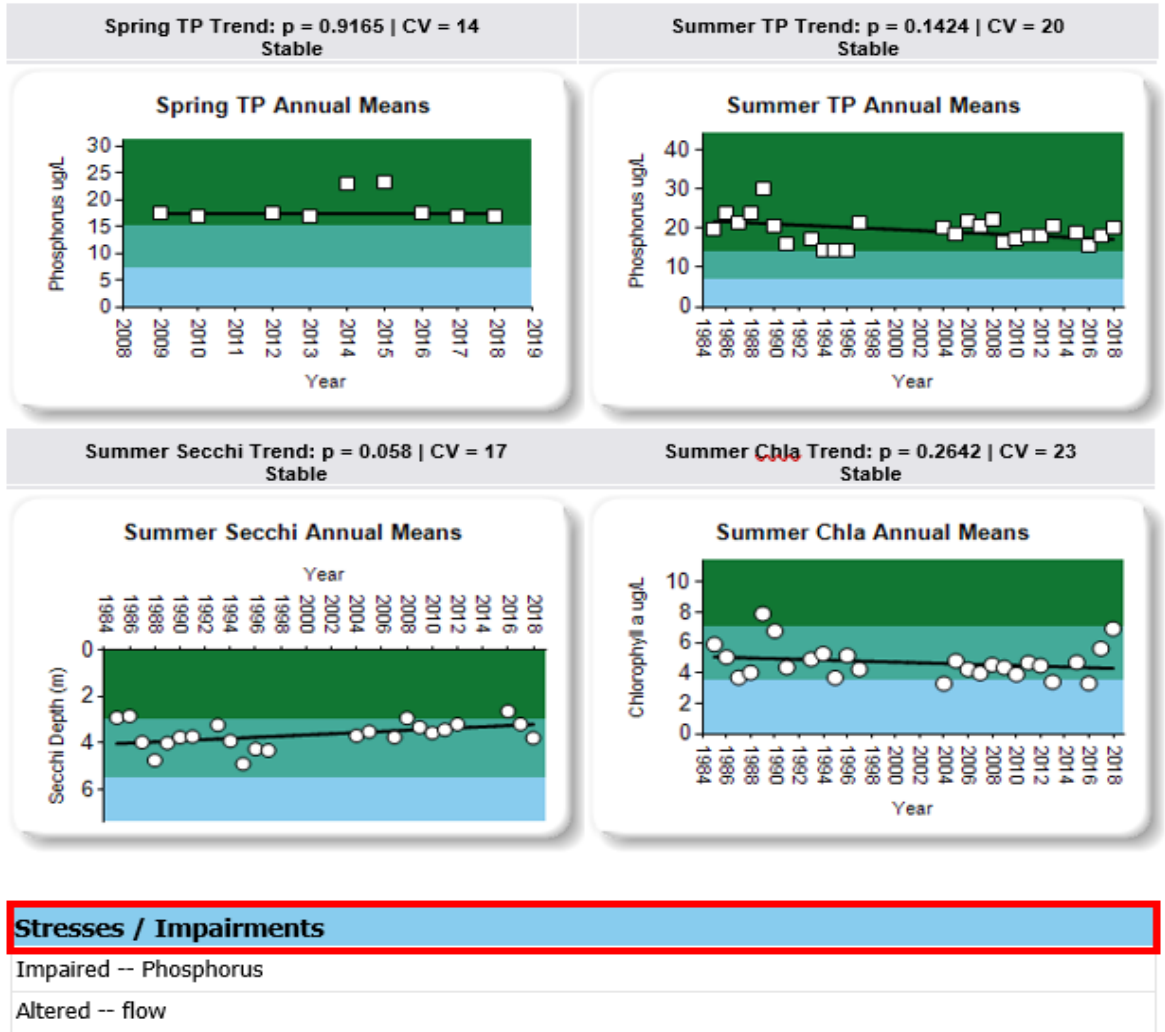 Spring TP Trend: p = 0.9165 | CV = 14
Stable
Summer TP Trend: p = 0.1424 | CV = 20
Stable
Spring TP Annual Means
30
25
20
15
10
5
0
Phosphorus ug/L
2008 2009 2010 2011 2012 2013 2014 2015 2016 2017 2018 2019
Year
Summer TP Annual Means
40
30
20
10
0
Phosphorus ug/L
1984 1986 1988 1990 1992 1994 1996 1998 2000 2002 2004 2006 2008 2010 2012 2014 2016 2018
Year
Summer Secchi Trend: p = 0.058 | CV = 17
Stable
Summer Chla Trend: p = 0.2642 | CV = 23
Stable
Summer Secchi Annual Means
Year
1984 1986 1988 1990 1992 1994 1996 1998 2000 2002 2004 2006 2008 2010 2012 2014 2016 2018
0
2
4
6
Secchi Depth (m)
Summer Chla Annual Means
10
8
6
4
2
0
Chlorophyll a ug/L
1984 1986 1988 1990 1992 1994 1996 1998 2000 2002 2004 2006 2008 2010 2012 2014 2016 2018
Year
Stresses / Impairments
Impaired -- Phosphorus
Altered -- flow